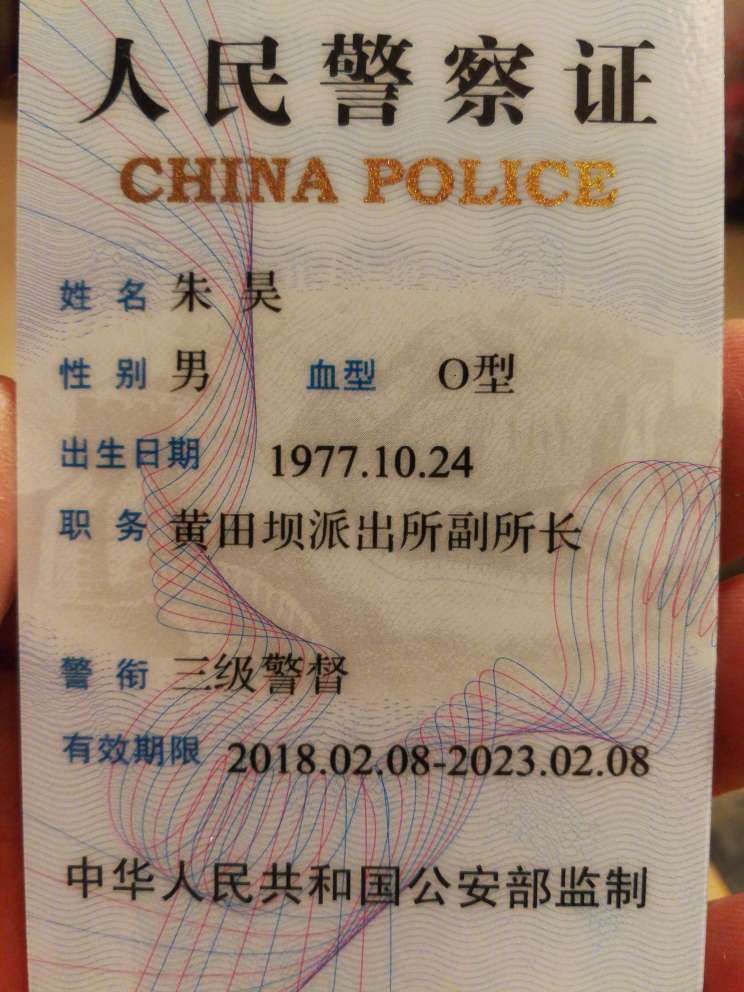 人民警察证
CHINA POLICE
姓名 朱昊
性别 男 血型 O型
出生日期 1977.10.24
职务 黄田坝派出所副所长
警衔 三级警督
有效期限 2018.02.08-2023.02.08
中华人民共和国公安部监制